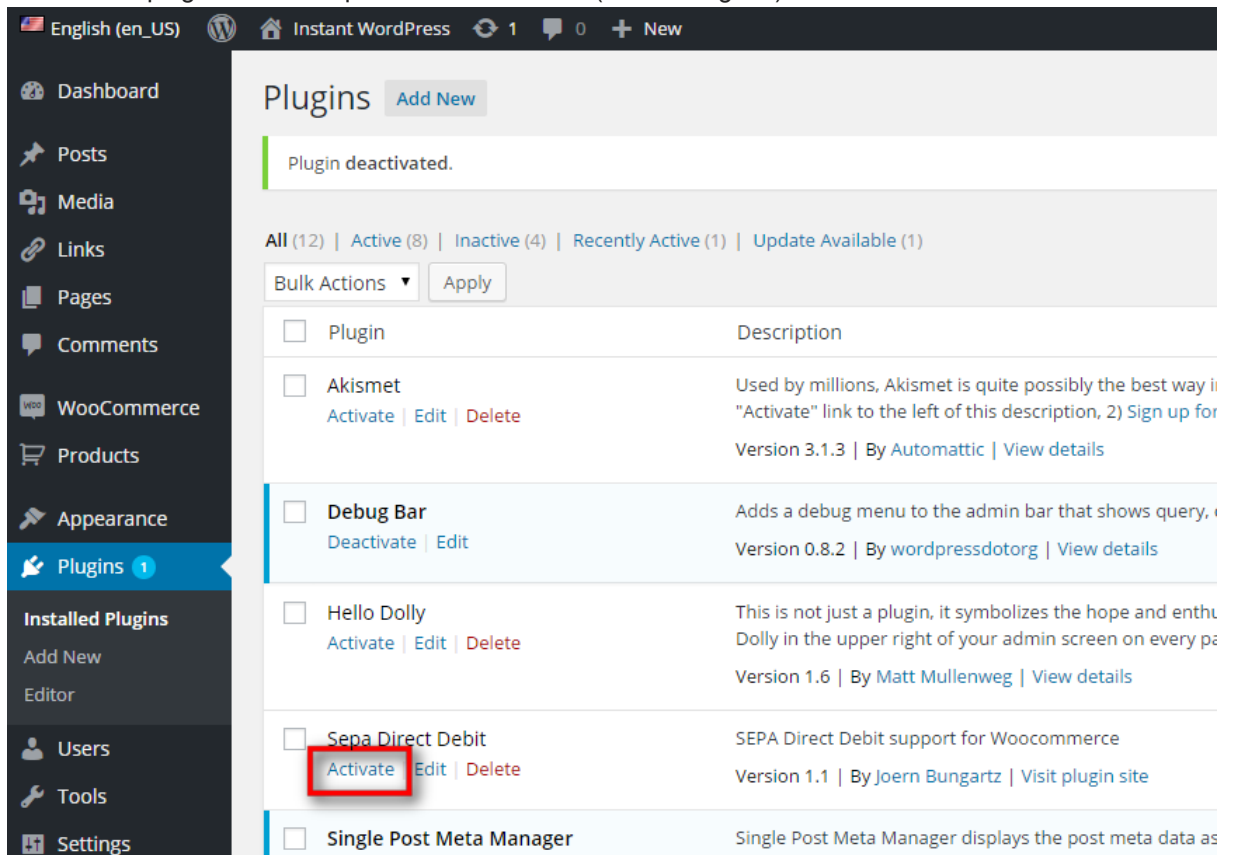 English (en_US) Instant WordPress 1 0 + New
Dashboard
Posts
Media
Links
Pages
Comments
WooCommerce
Products
Appearance
Plugins 1
Installed Plugins
Add New
Editor
Users
Tools
Settings
Plugins Add New
Plugin deactivated.
All (12) | Active (8) | Inactive (4) | Recently Active (1) | Update Available (1)
Bulk Actions Apply
Plugin Description
Akismet
Activate | Edit | Delete
Used by millions, Akismet is quite possibly the best way
"Activate" link to the left of this description, 2) Sign up for
Version 3.1.3 | By Automattic | View details
Debug Bar
Deactivate | Edit
Adds a debug menu to the admin bar that shows query,
Version 0.8.2 | By wordpressdotorg | View details
Hello Dolly
Activate | Edit | Delete
This is not just a plugin, it symbolizes the hope and
Dolly in the upper right of your admin screen on every
Version 1.6 | By Matt Mullenweg | View details
Sepa Direct Debit
Activate | Edit | Delete
SEPA Direct Debit support for Woocommerce
Version 1.1 | By Joern Bungartz | Visit plugin site
Single Post Meta Manager
Single Post Meta Manager displays the post meta data as